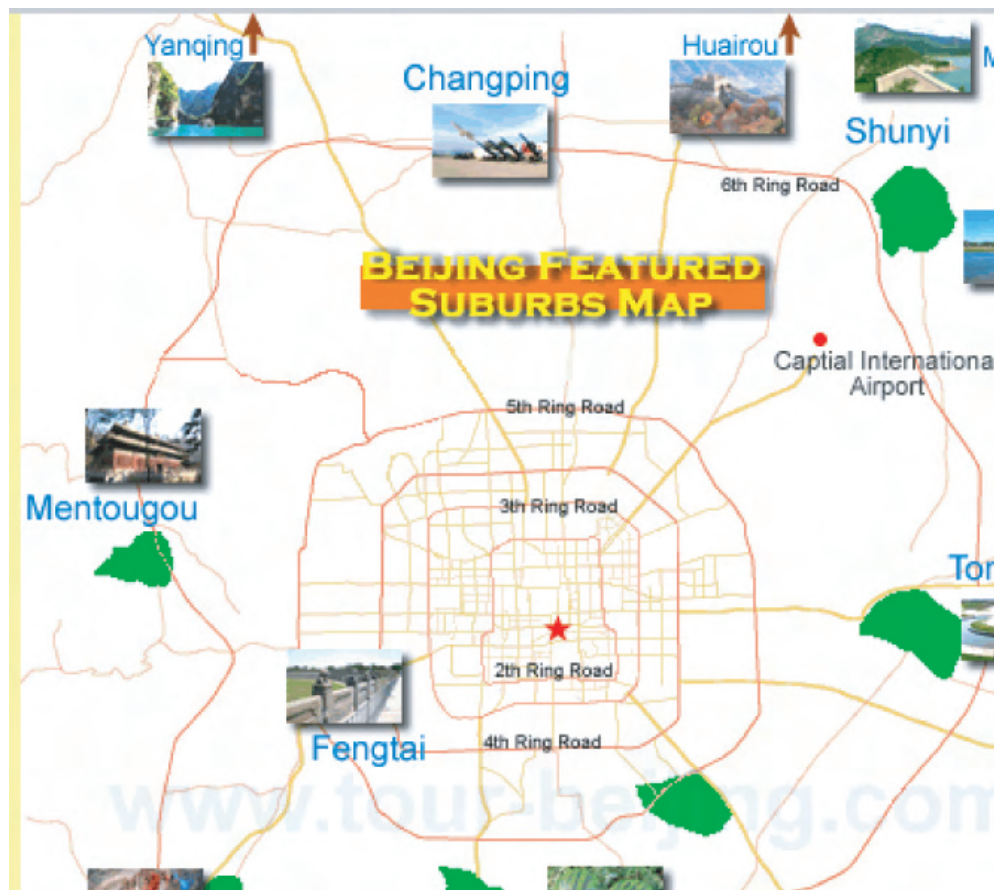 Yanqing
Huairou
Changping
Shunyi
6th Ring Road
BEIJING FEATURED
SUBURBS MAP
Captial Internationa
Airport
5th Ring Road
3th Ring Road
Mentougou
2th Ring Road
Fengtai
4th Ring Road
www.tour-beijing.com